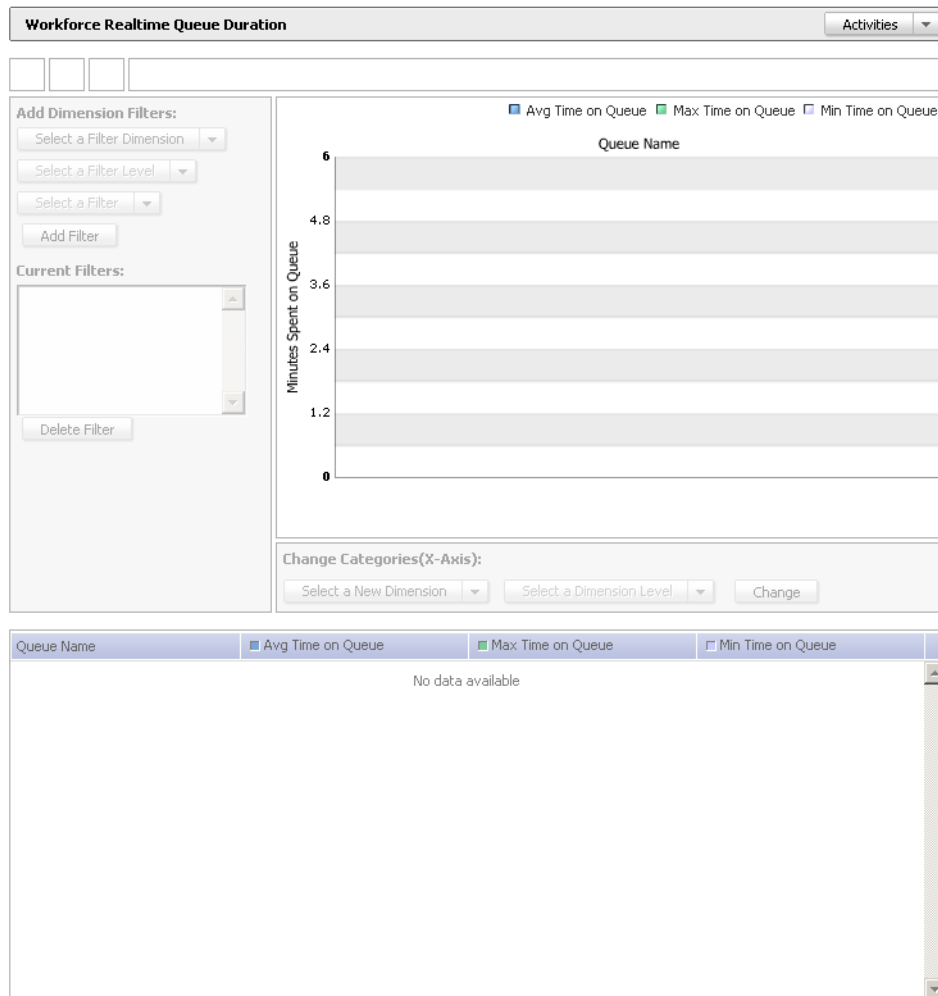 Workforce Realtime Queue Duration
Activities
Add Dimension Filters:
Select a Filter Dimension
Select a Filter Level
Select a Filter
Add Filter
Current Filters:
Delete Filter
Avg Time on Queue Max Time on Queue Min Time on Queue
Queue Name
6
4.8
3.6
2.4
1.2
0
Minutes Spent on Queue
Change Categories(X-Axis):
Select a New Dimension Select a Dimension Level Change
Queue Name Avg Time on Queue Max Time on Queue Min Time on Queue
No data available